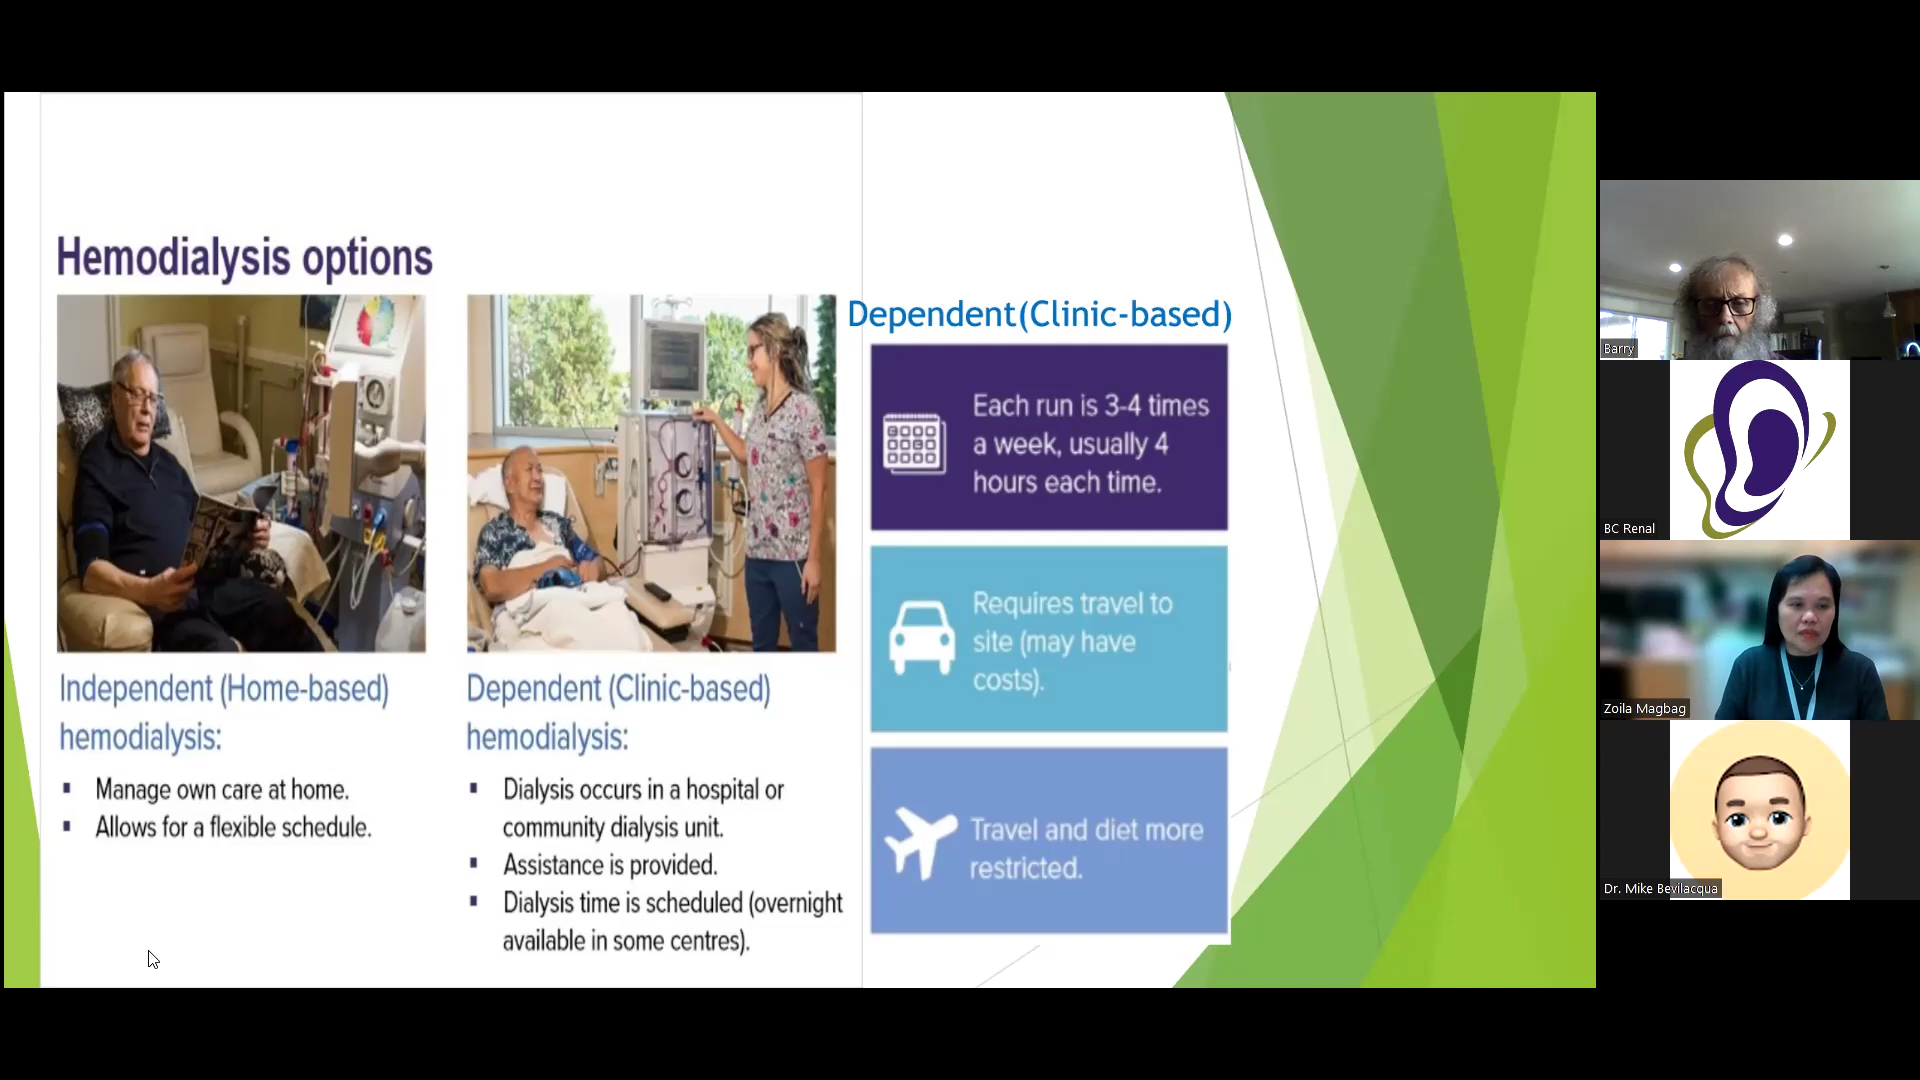 Hemodialysis options
Independent (Home-based)
hemodialysis:
▪ Manage own care at home.
▪ Allows for a flexible schedule.
Dependent (Clinic-based)
hemodialysis:
▪ Dialysis occurs in a hospital or
community dialysis unit.
▪ Assistance is provided.
▪ Dialysis time is scheduled (overnight
available in some centres).
Dependent(Clinic-based)
Each run is 3-4 times
a week, usually 4
hours each time.
Requires travel to
site (may have
costs).
Travel and diet more
restricted.
Barry
BC Renal
Zoila Magbag
Dr. Mike Bevilacqua